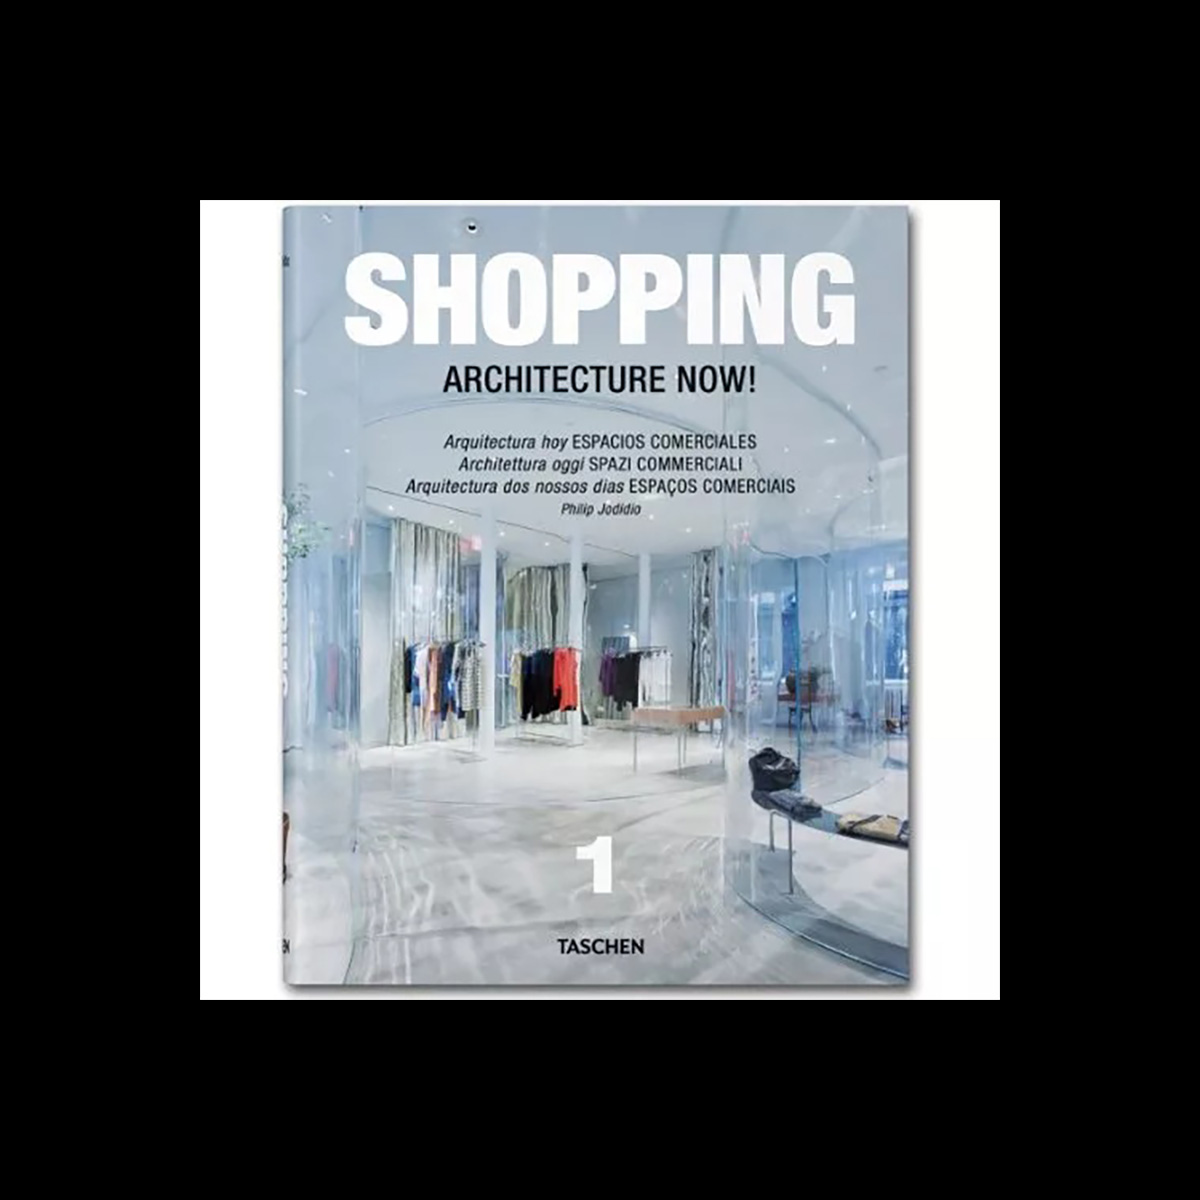 SHOPPING
ARCHITECTURE NOW!
Arquitectura hoy ESPACIOS COMERCIALES
Architettura oggi SPAZI COMMERCIALI
Arquitectura dos nossos dias ESPAÇOS COMERCIAIS
Philip Jodidio
1
TASCHEN